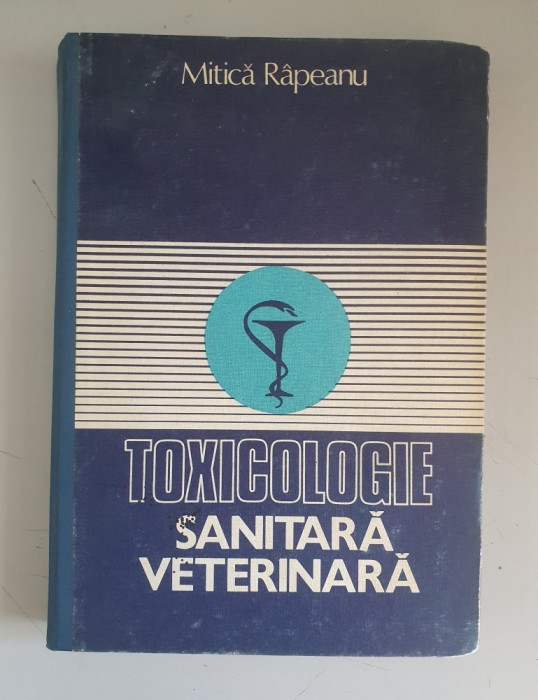 Mitică Râpeanu
TOXICOLOGIE
SANITARĂ
VETERINARĂ